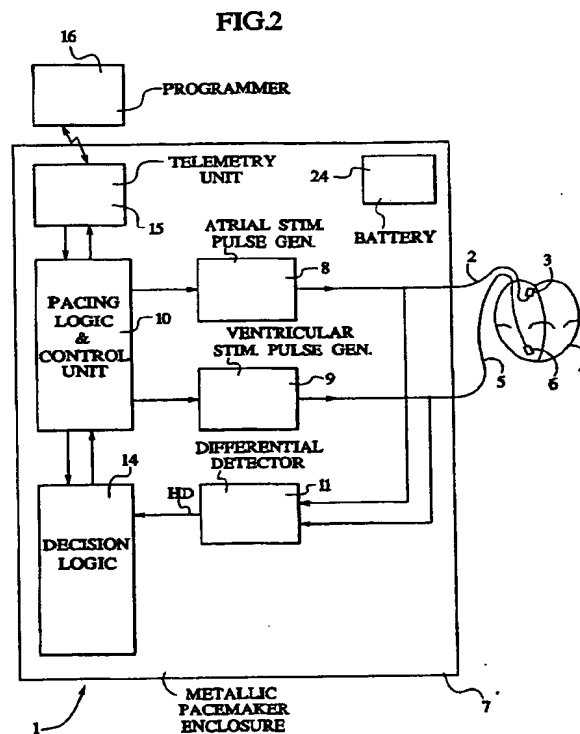 FIG.2
16
PROGRAMMER
TELEMETRY
UNIT
15
24
BATTERY
ATRIAL STIM.
PULSE GEN.
8
2
3
PACING
LOGIC
10
&
CONTROL
UNIT
VENTRICULAR
STIM. PULSE GEN.
9
5
6
4
DIFFERENTIAL
DETECTOR
11
HD
14
DECISION
LOGIC
METALLIC
PACEMAKER
ENCLOSURE
7
1